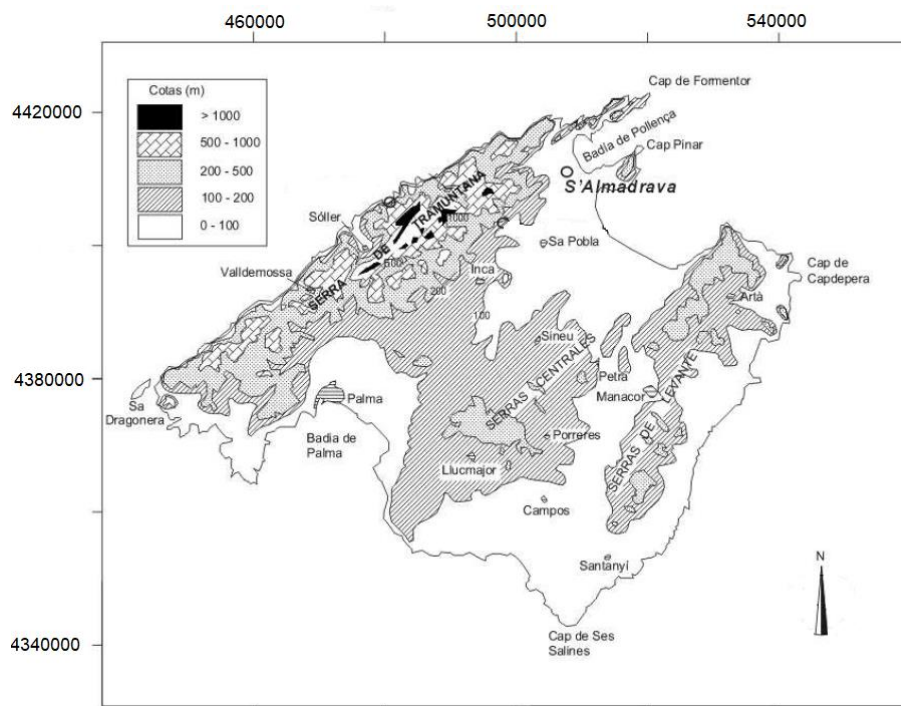 460000
500000
540000
4420000
4380000
4340000
Cotas (m)
> 1000
500 - 1000
200 - 500
100 - 200
0 - 100
Cap de Formentor
Badia de Pollença
Cap Pinar
S'Almadrava
SERRA DE TRAMUNTANA
1000
Sóller
500
Sa Pobla
Valldemossa
Inca
200
100
Cap de
Capdepera
Artà
Sineu
SERRAS CENTRALES
Petra
Manacor
SERRAS DE LEVANTE
Sa
Dragonera
Palma
Badia de
Palma
Porreres
Llucmajor
Campos
Santanyí
Cap de Ses
Salines
N